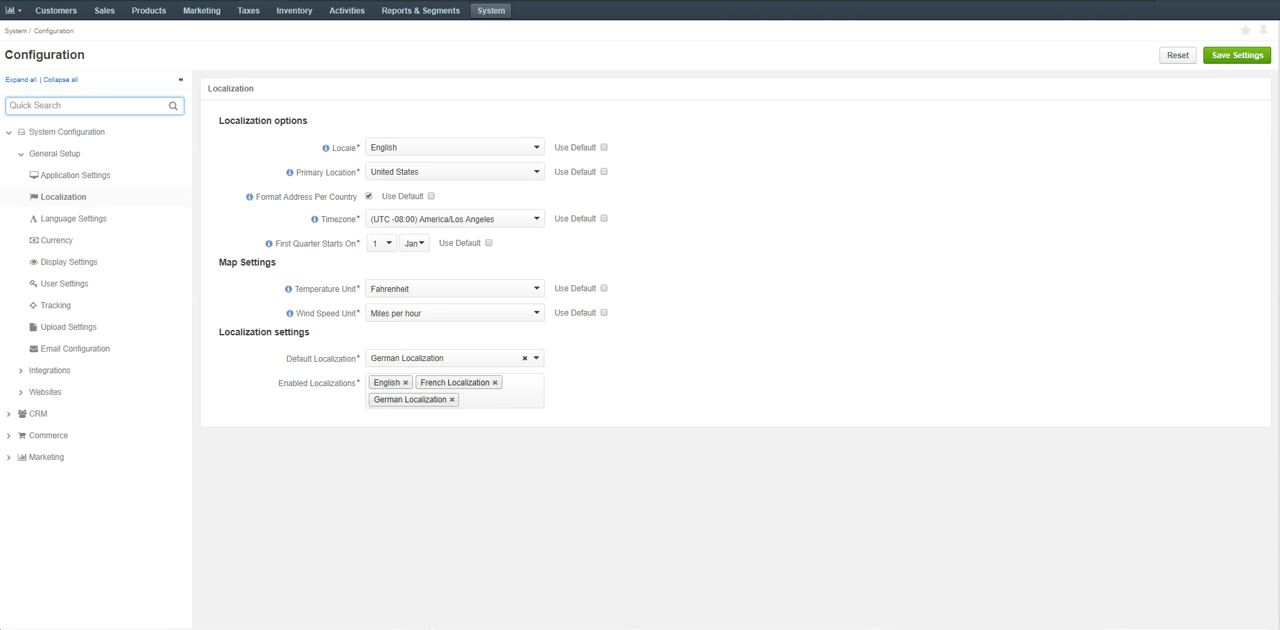 Customers Sales Products Marketing Taxes Inventory Activities Reports & Segments System
System / Configuration
Configuration
Reset Save Settings
Expand all | Collapse all
Quick Search
System Configuration
General Setup
Application Settings
Localization
Language Settings
Currency
Display Settings
User Settings
Tracking
Upload Settings
Email Configuration
Integrations
Websites
CRM
Commerce
Marketing
Localization
Localization options
Locale* English Use Default
Primary Location* United States Use Default
Format Address Per Country Use Default
Timezone* (UTC -08:00) America/Los Angeles Use Default
First Quarter Starts On* 1 Jan Use Default
Map Settings
Temperature Unit* Fahrenheit Use Default
Wind Speed Unit* Miles per hour Use Default
Localization settings
Default Localization* German Localization
Enabled Localizations* English French Localization
German Localization